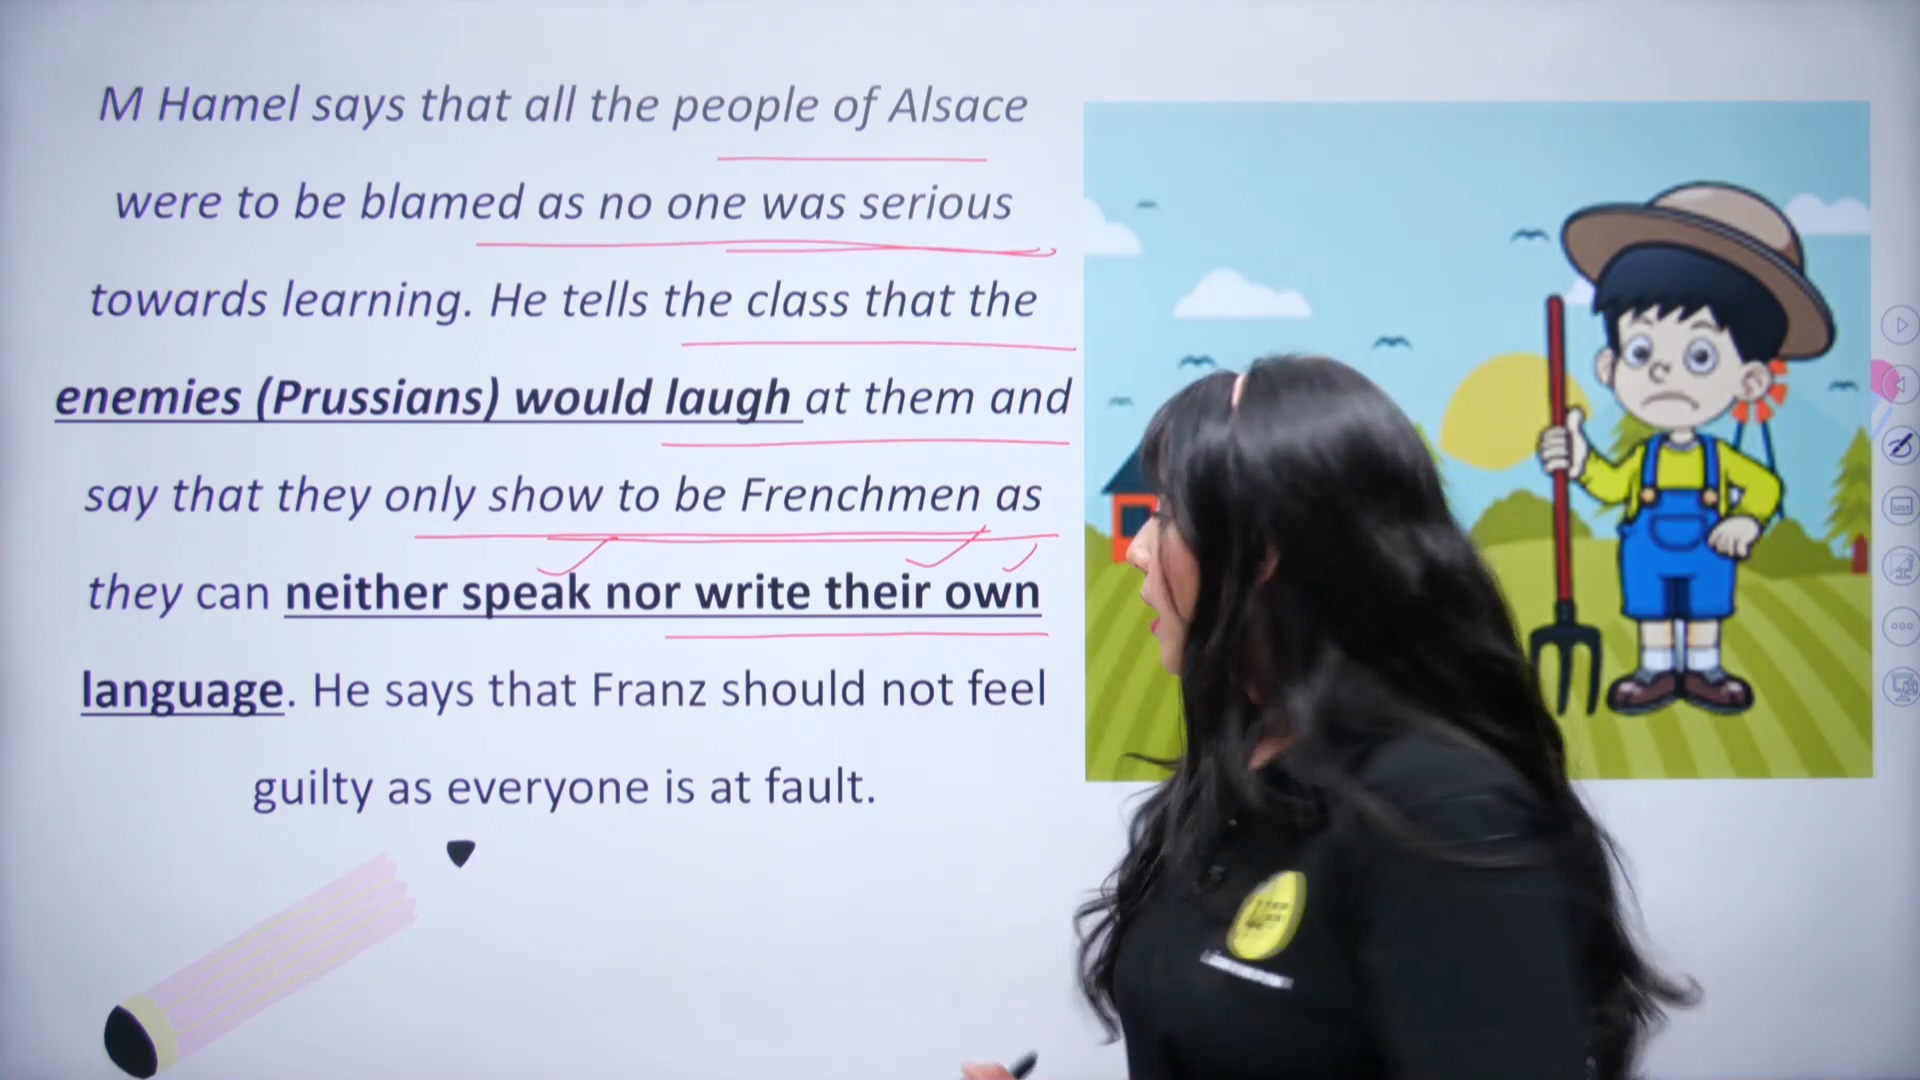 M Hamel says that all the people of Alsace
were to be blamed as no one was serious
towards learning. He tells the class that the
enemies (Prussians) would laugh at them and
say that they only show to be Frenchmen as
they can neither speak nor write their own
language. He says that Franz should not feel
guilty as everyone is at fault.